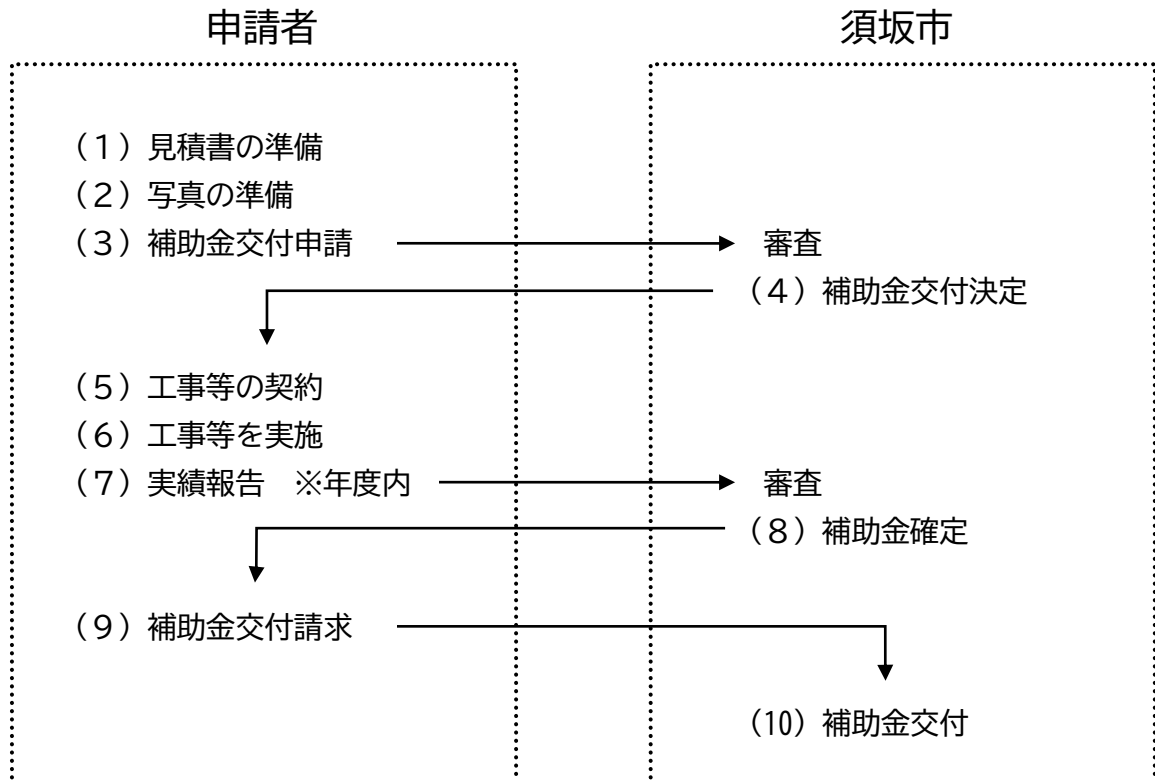 申請者
須坂市
（１）見積書の準備
（２）写真の準備
（３）補助金交付申請
審査
（４）補助金交付決定
（５）工事等の契約
（６）工事等を実施
（７）実績報告　※年度内
審査
（８）補助金確定
（９）補助金交付請求
（10）補助金交付